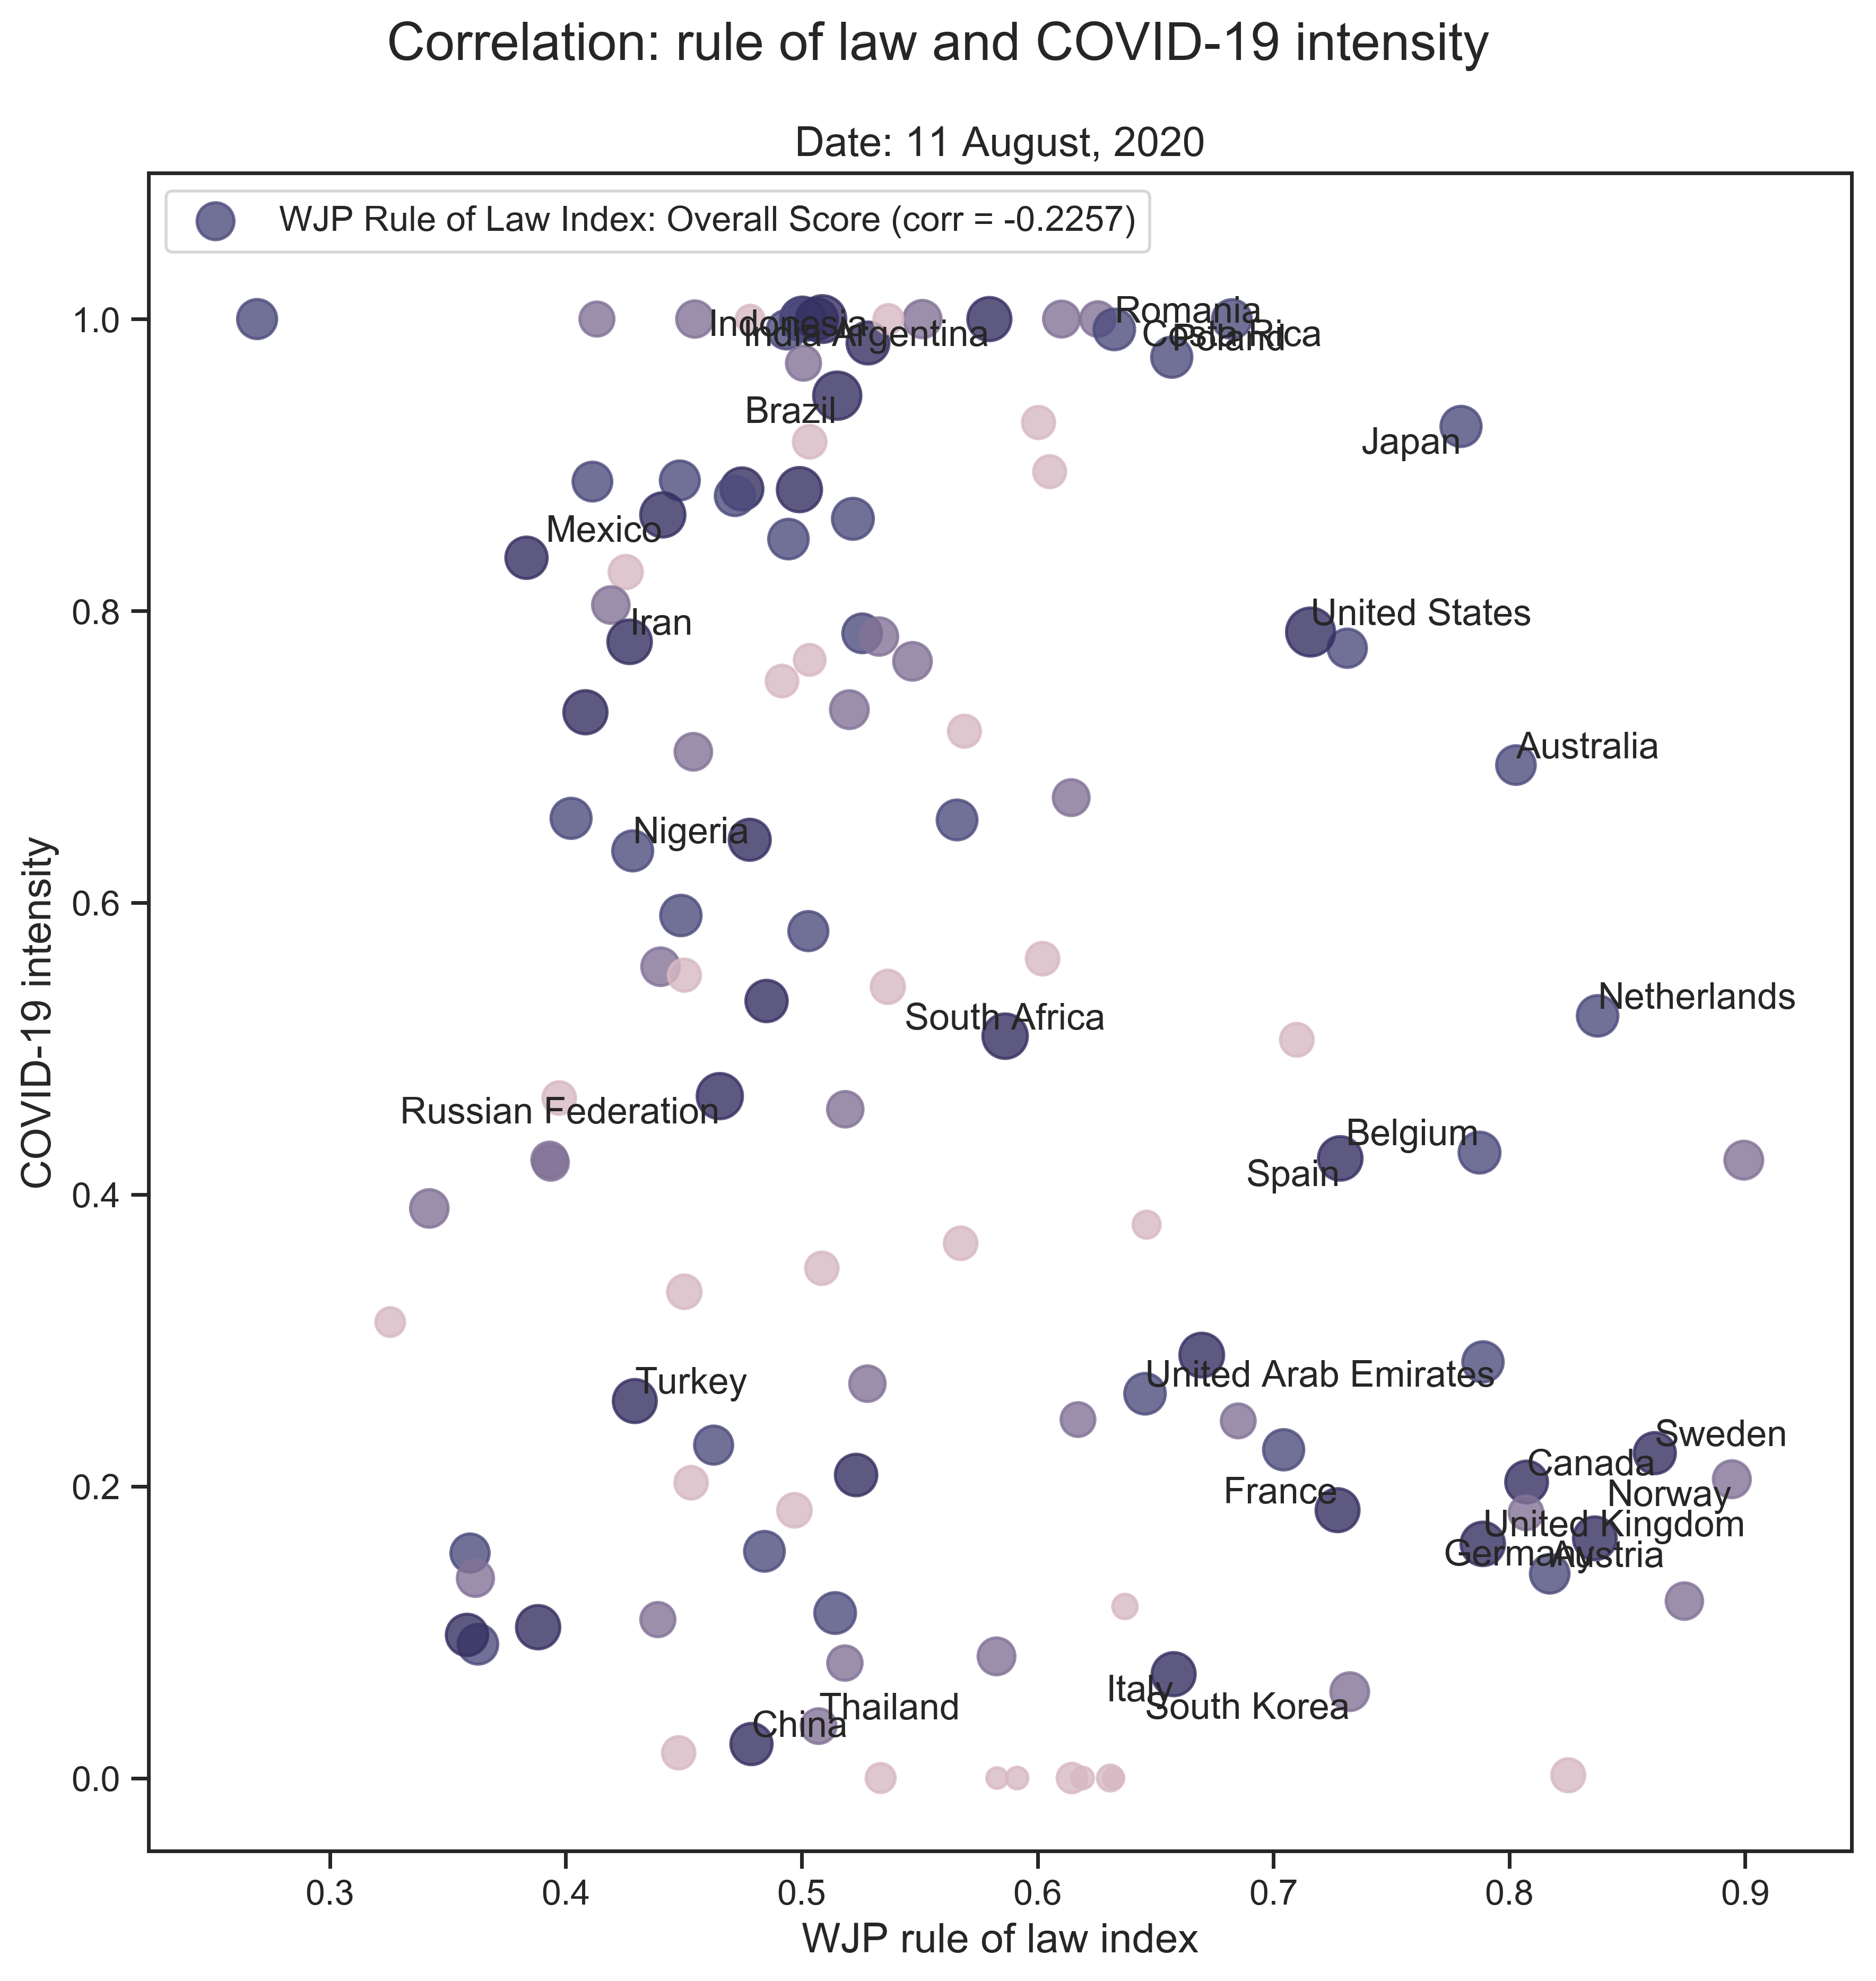 Correlation: rule of law and COVID-19 intensity
Date: 11 August, 2020
WJP Rule of Law Index: Overall Score (corr = -0.2257)
1.0
Indonesia
India
Argentina
Romania
Costa Rica
Poland
Brazil
Japan
Mexico
0.8
Iran
United States
Australia
Nigeria
0.6
COVID-19 intensity
Netherlands
South Africa
Russian Federation
Belgium
Spain
0.4
Turkey
United Arab Emirates
Sweden
Canada
0.2
France
Norway
United Kingdom
Germany
Austria
Italy
South Korea
Thailand
China
0.0
0.3 0.4 0.5 0.6 0.7 0.8 0.9
WJP rule of law index